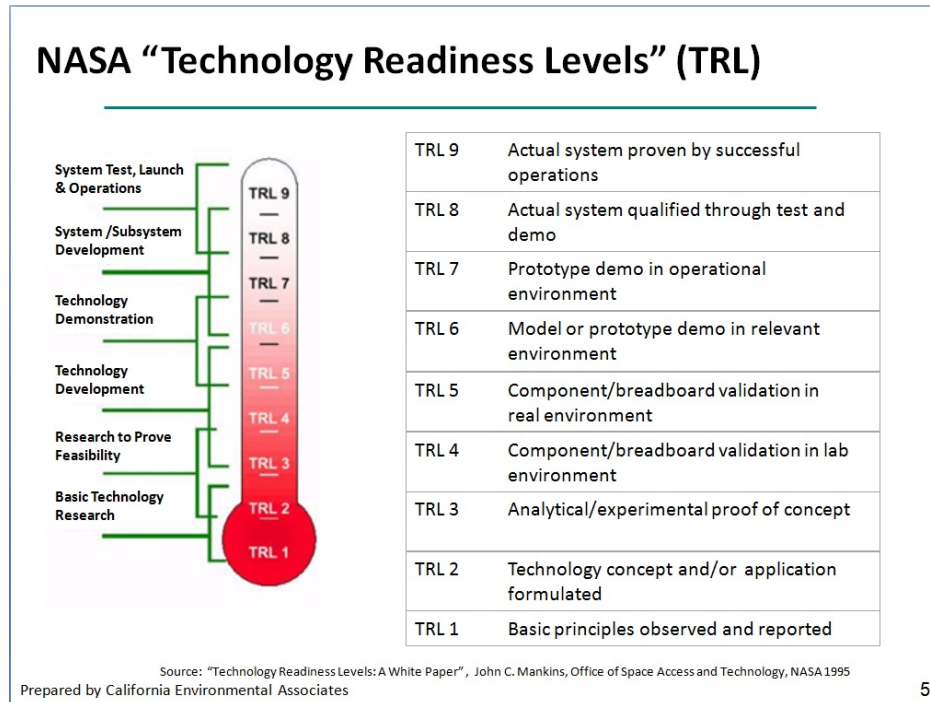 NASA “Technology Readiness Levels” (TRL)
System Test, Launch
& Operations
System /Subsystem
Development
Technology
Demonstration
Technology
Development
Research to Prove
Feasibility
Basic Technology
Research
TRL 9
TRL 8
TRL 7
TRL 6
TRL 5
TRL 4
TRL 3
TRL 2
TRL 1
TRL 9 Actual system proven by successful
operations
TRL 8 Actual system qualified through test and
demo
TRL 7 Prototype demo in operational
environment
TRL 6 Model or prototype demo in relevant
environment
TRL 5 Component/breadboard validation in
real environment
TRL 4 Component/breadboard validation in lab
environment
TRL 3 Analytical/experimental proof of concept
TRL 2 Technology concept and/or application
formulated
TRL 1 Basic principles observed and reported
Source: “Technology Readiness Levels: A White Paper”, John C. Mankins, Office of Space Access and Technology, NASA 1995
Prepared by California Environmental Associates
5